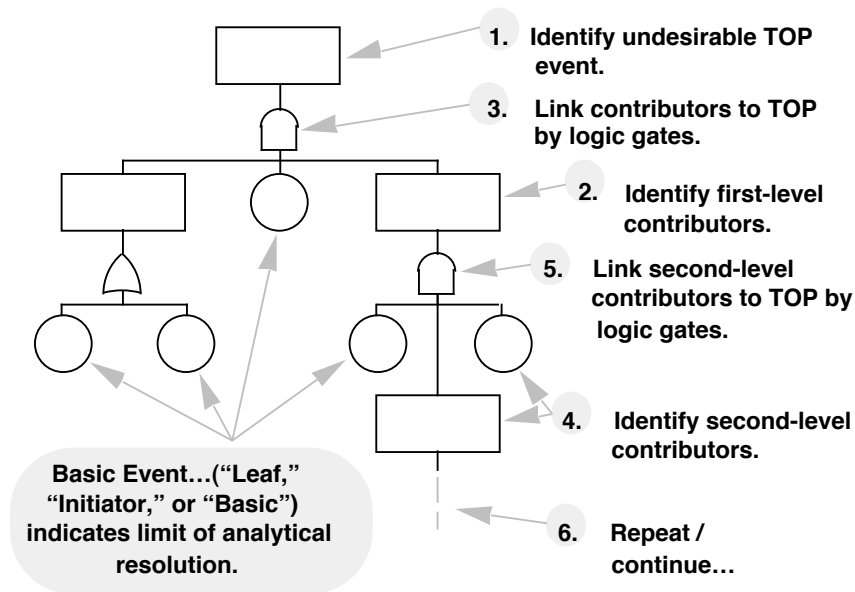 1. Identify undesirable TOP
event.
3. Link contributors to TOP
by logic gates.
2. Identify first-level
contributors.
5. Link second-level
contributors to TOP by
logic gates.
4. Identify second-level
contributors.
Basic Event…(“Leaf,”
“Initiator,” or “Basic”)
indicates limit of analytical
resolution.
6. Repeat /
continue…